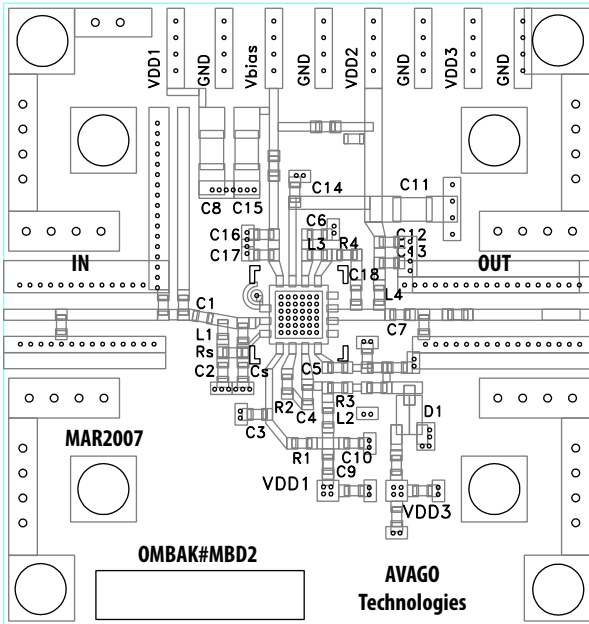 VDD1
GND
Vbias
GND
VDD2
GND
VDD3
GND
C8
C15
C14
C11
C16
C17
C6
L3
R4
C12
C13
C18
L4
IN
OUT
C1
L1
Rs
C2
Cs
C7
C5
R2
C4
R3
L2
D1
C3
R1
C10
C9
MAR2007
VDD1
VDD3
OMBAK#MBD2
AVAGO
Technologies